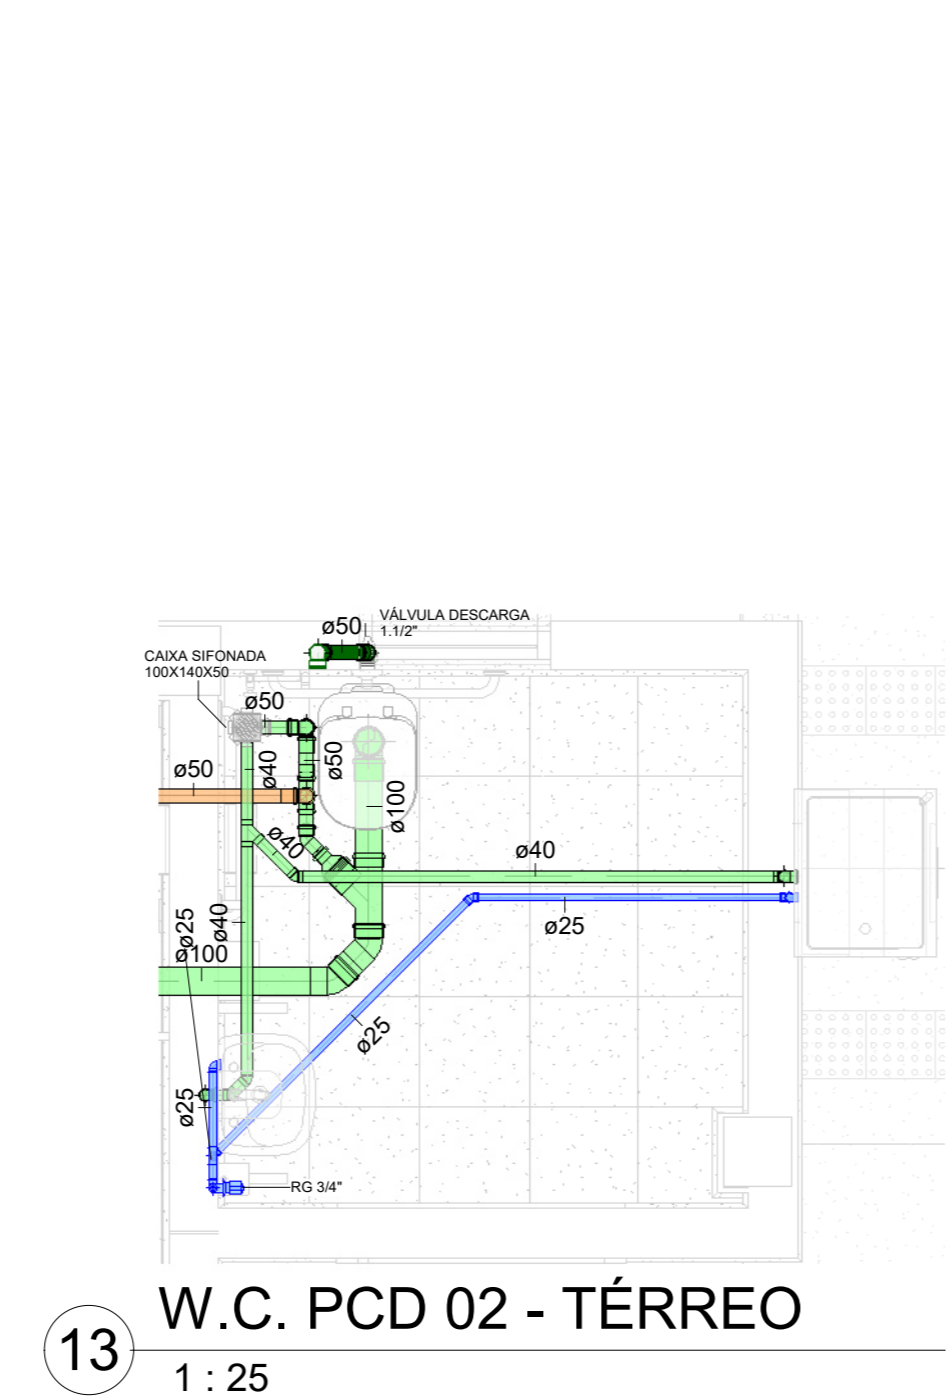 VÁLVULA DESCARGA
1.1/2"
ø50
CAIXA SIFONADA
100X140X50
ø50
ø50
ø40
ø50
ø100
ø40
ø40
ø25
ø40
ø25
ø100
ø25
ø25
RG 3/4"
W.C. PCD 02 - TÉRREO
13
1 : 25